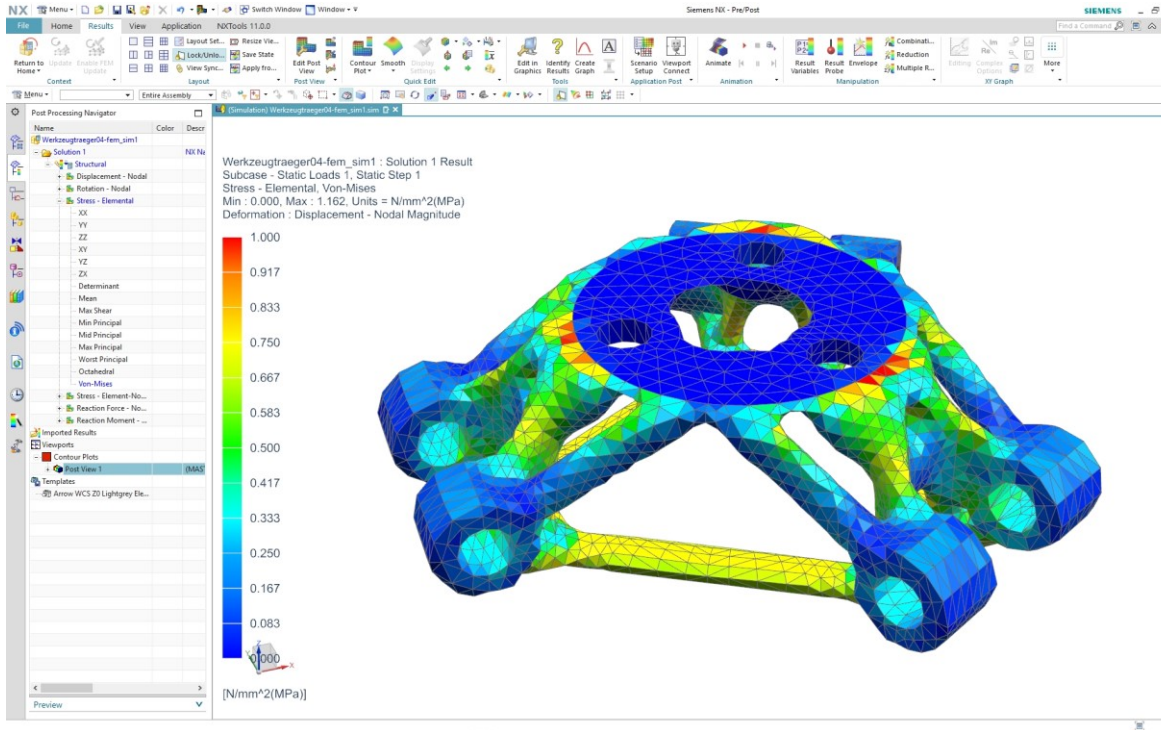 NX
Menu
Switch Window
Window
Siemens NX - Pre/Post
SIEMENS
File
Home
Results
View
Application
NXTools 11.0.0
Find a Command
Return to Home
Update
Enable FEM Update
Context
Layout Set...
Resize Vie...
Lock/Unlo...
Save State
View Sync...
Apply fro...
Layout
Edit Post View
Post View
Contour Plot
Smooth
Display Settings
Quick Edit
Edit in Graphics
Identify Results
Create Graph
Tools
Scenario Setup
Viewport Connect
Application Post
Animate
Animation
Result Variables
Result Probe
Envelope
Combinati...
Reduction
Multiple R...
Manipulation
Editing
Complex Options
XY Graph
More
Menu
Entire Assembly
Post Processing Navigator
(Simulation) Werkzeugtraeger04-fem_sim1.sim
Name
Color
Descr
Werkzeugtraeger04-fem_sim1
Solution 1
NX Na
Structural
Displacement - Nodal
Rotation - Nodal
Stress - Elemental
XX
YY
ZZ
XY
YZ
ZX
Determinant
Mean
Max Shear
Min Principal
Mid Principal
Max Principal
Worst Principal
Octahedral
Von-Mises
Stress - Element-No...
Reaction Force - No...
Reaction Moment - ...
Imported Results
Viewports
Contour Plots
Post View 1
(MAS
Templates
Arrow WCS Z0 Lightgrey Ele...
Preview
Werkzeugtraeger04-fem_sim1 : Solution 1 Result
Subcase - Static Loads 1, Static Step 1
Stress - Elemental, Von-Mises
Min : 0.000, Max : 1.162, Units = N/mm^2(MPa)
Deformation : Displacement - Nodal Magnitude
1.000
0.917
0.833
0.750
0.667
0.583
0.500
0.417
0.333
0.250
0.167
0.083
0.000
X
[N/mm^2(MPa)]